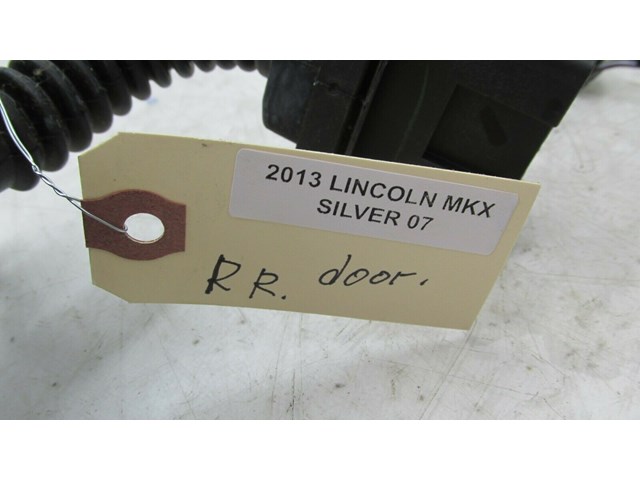 2013 LINCOLN MKX
SILVER 07
RR. door.